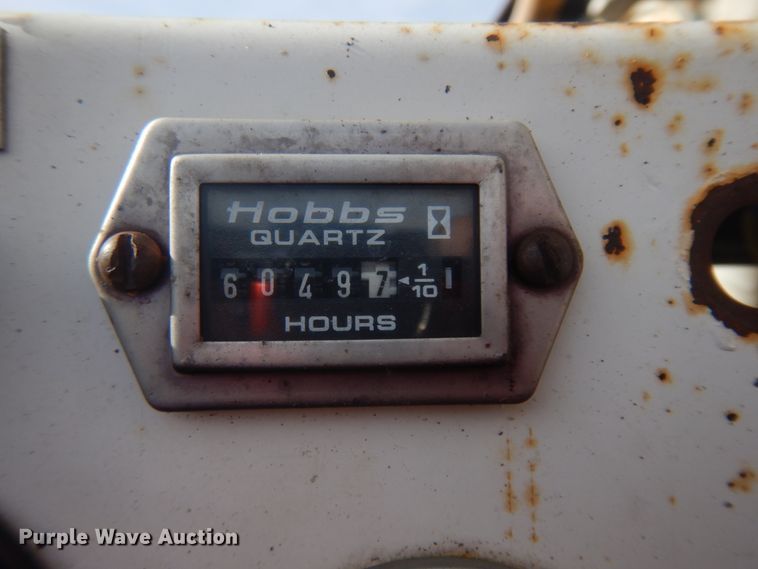 Hobbs
QUARTZ
6 0 4 9 7 1/10
HOURS
Purple Wave Auction